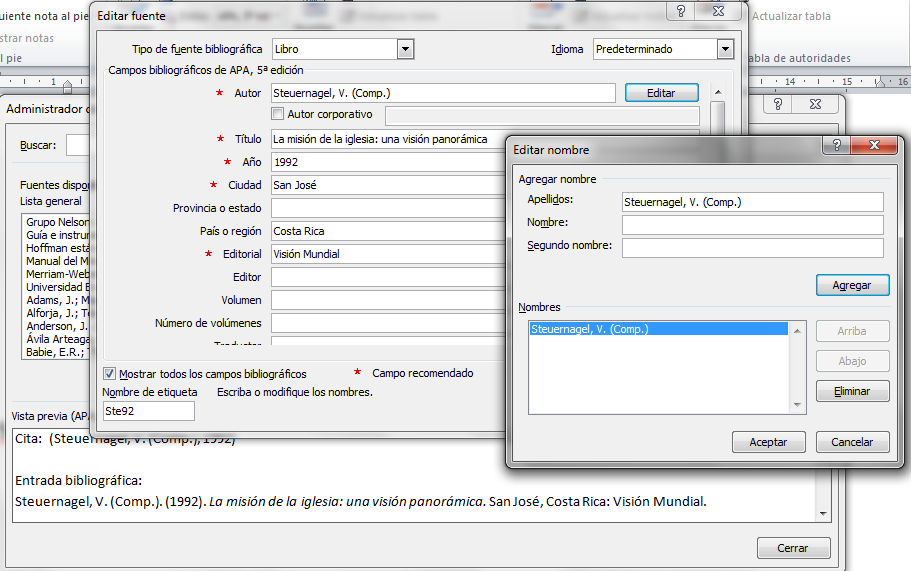 uiente nota al pie
strar notas
l pie
Actualizar tabla
abla de autoridades
1
14
15
16
Administrador d
Buscar:
Fuentes dispo
Lista general
Grupo Nelson
Guía e instrum
Hoffman está
Manual del M
Merriam-Web
Universidad E
Adams, J.; M
Alforja, J.; Te
Anderson, J.
Ávila Arteaga
Babie, E.R.; T
Vista previa (APA
Cita: (Steuernagel, V. (Comp.), 1992)
Entrada bibliográfica:
Steuernagel, V. (Comp.). (1992). La misión de la iglesia: una visión panorámica. San José, Costa Rica: Visión Mundial.
Cerrar
Editar fuente
Tipo de fuente bibliográfica
Libro
Idioma
Predeterminado
Campos bibliográficos de APA, 5ª edición
* Autor
Steuernagel, V. (Comp.)
Editar
Autor corporativo
* Título
La misión de la iglesia: una visión panorámica
* Año
1992
* Ciudad
San José
Provincia o estado
País o región
Costa Rica
* Editorial
Visión Mundial
Editor
Volumen
Número de volúmenes
Traductor
Mostrar todos los campos bibliográficos
* Campo recomendado
Nombre de etiqueta
Escriba o modifique los nombres.
Ste92
Editar nombre
Agregar nombre
Apellidos:
Steuernagel, V. (Comp.)
Nombre:
Segundo nombre:
Agregar
Nombres
Steuernagel, V. (Comp.)
Arriba
Abajo
Eliminar
Aceptar
Cancelar